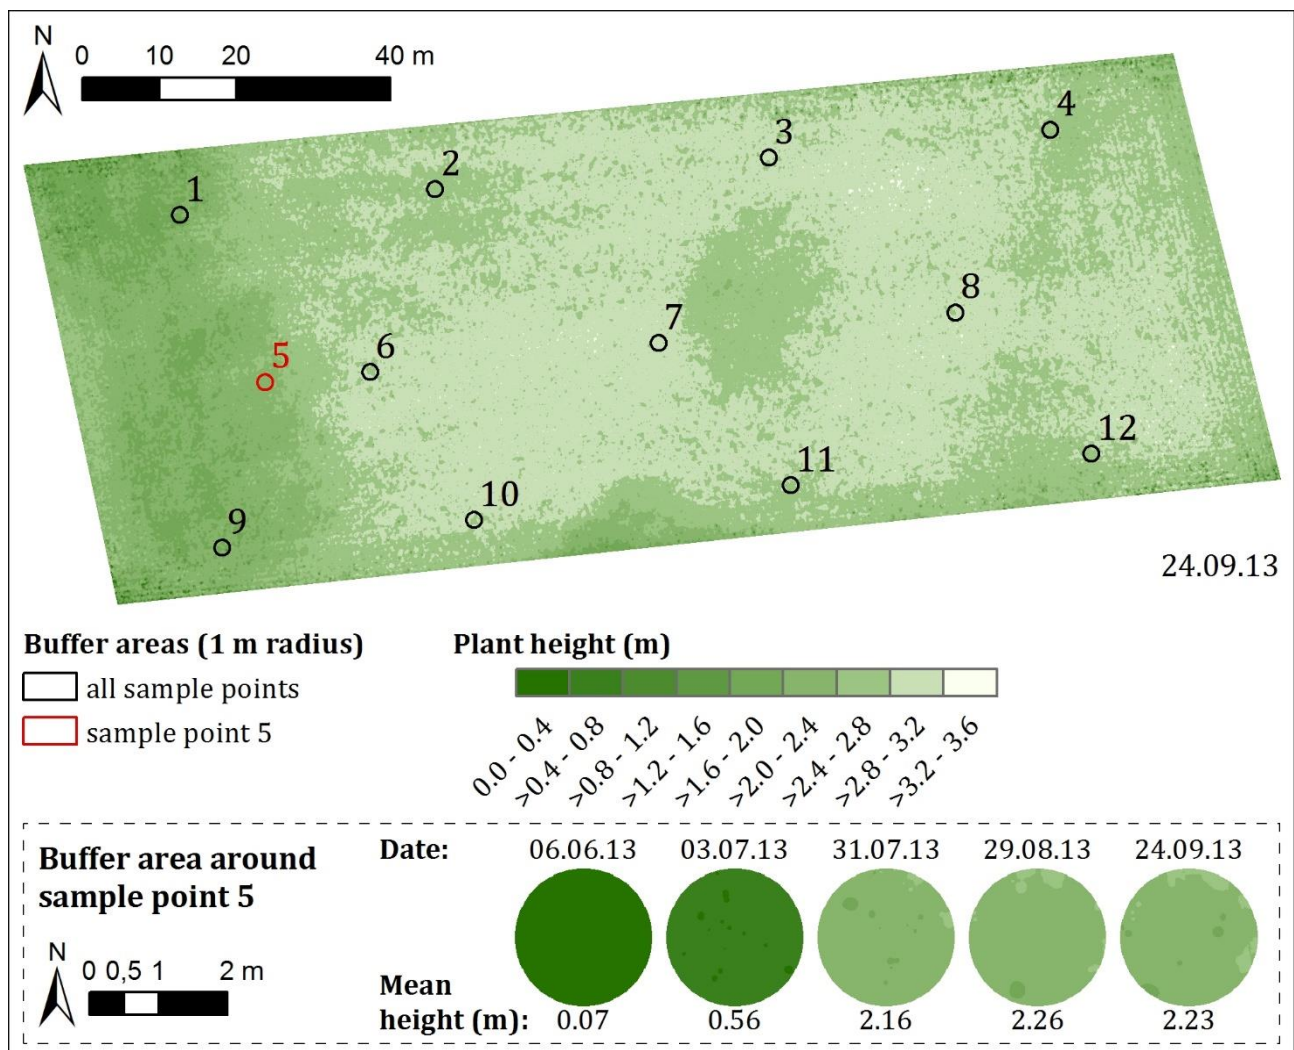 N
0 10 20 40 m
1
2
3
4
5
6
7
8
9
10
11
12
24.09.13
Buffer areas (1 m radius)
all sample points
sample point 5
Plant height (m)
0.0 - 0.4
>0.4 - 0.8
>0.8 - 1.2
>1.2 - 1.6
>1.6 - 2.0
>2.0 - 2.4
>2.4 - 2.8
>2.8 - 3.2
>3.2 - 3.6
Buffer area around
sample point 5
N
0 0,5 1 2 m
Date: 06.06.13 03.07.13 31.07.13 29.08.13 24.09.13
Mean
height (m): 0.07 0.56 2.16 2.26 2.23